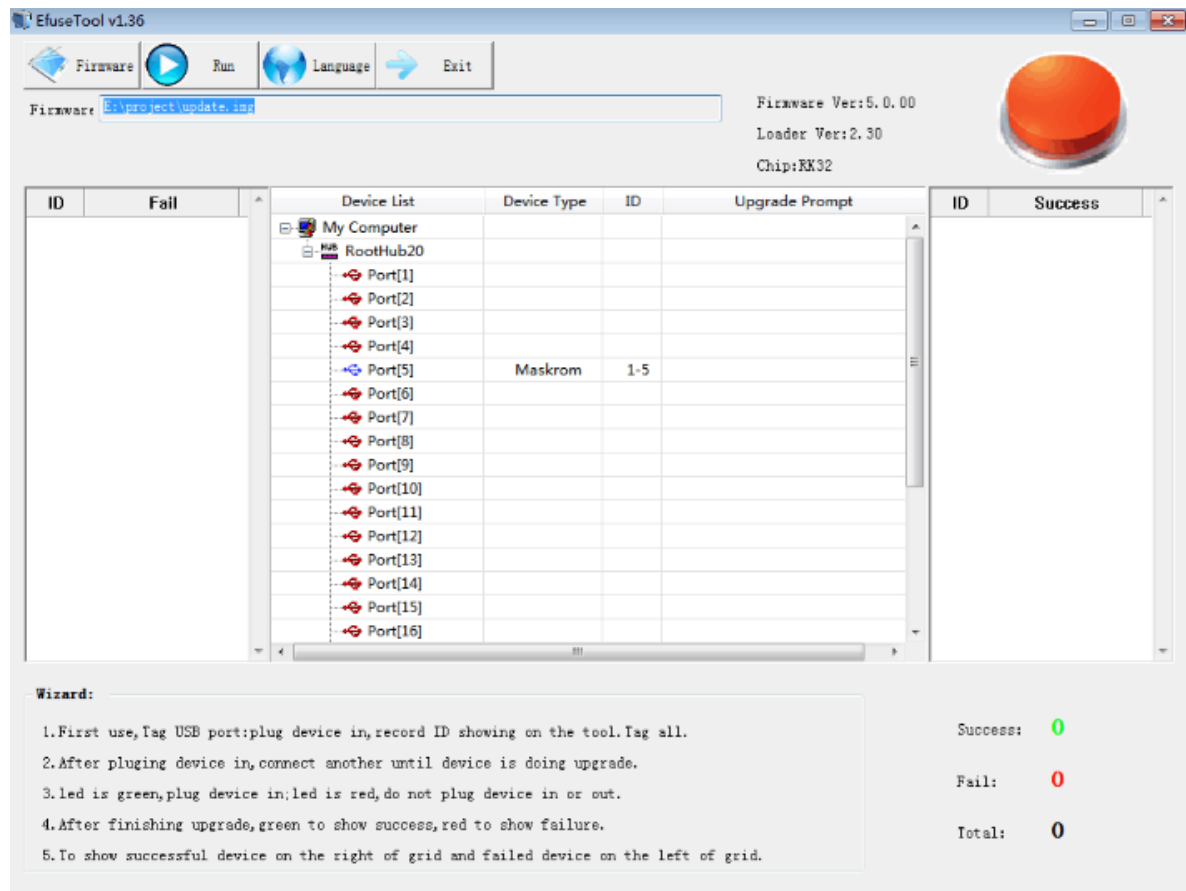 EfuseTool v1.36
Firmware Run Language Exit
Firmware E:\project\update.img
Firmware Ver:5.0.00
Loader Ver:2.30
Chip:RK32
ID Fail
Device List Device Type ID Upgrade Prompt
My Computer
HUB RootHub20
Port[1]
Port[2]
Port[3]
Port[4]
Port[5] Maskrom 1-5
Port[6]
Port[7]
Port[8]
Port[9]
Port[10]
Port[11]
Port[12]
Port[13]
Port[14]
Port[15]
Port[16]
ID Success
Wizard:
1.First use,Tag USB port:plug device in,record ID showing on the tool.Tag all.
2.After pluging device in,connect another until device is doing upgrade.
3.led is green,plug device in;led is red,do not plug device in or out.
4.After finishing upgrade,green to show success,red to show failure.
5.To show successful device on the right of grid and failed device on the left of grid.
Success: 0
Fail: 0
Total: 0